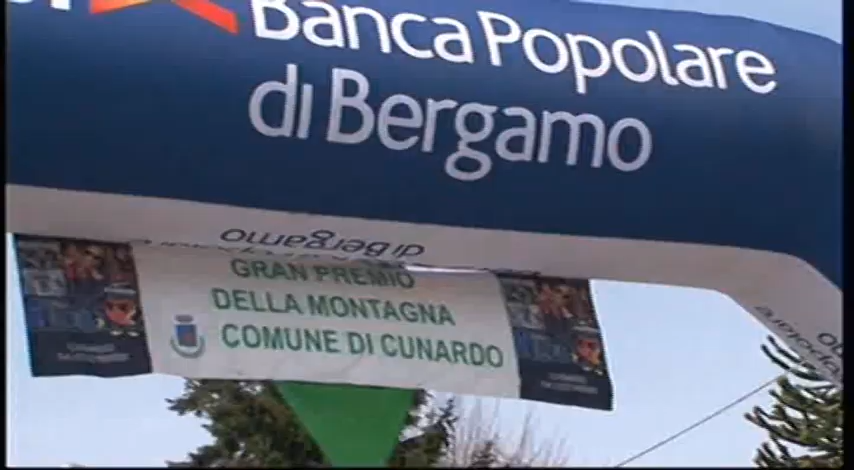 Banca Popolare
di Bergamo
di Bergamo
GRAN PREMIO
DELLA MONTAGNA
COMUNE DI CUNARDO